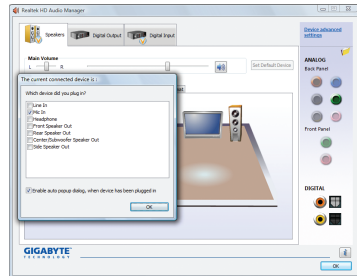 Realtek HD Audio Manager
Speakers
Digital Output
Digital Input
Device advanced
settings
Main Volume
L
R
Set Default Device
ANALOG
Back Panel
The current connected device is :
Which device did you plug in?
Line In
Mic In
Headphone
Front Speaker Out
Rear Speaker Out
Center/Subwoofer Speaker Out
Side Speaker Out
Front Panel
Enable auto popup dialog, when device has been plugged in
OK
DIGITAL
GIGABYTE
TECHNOLOGY
OK